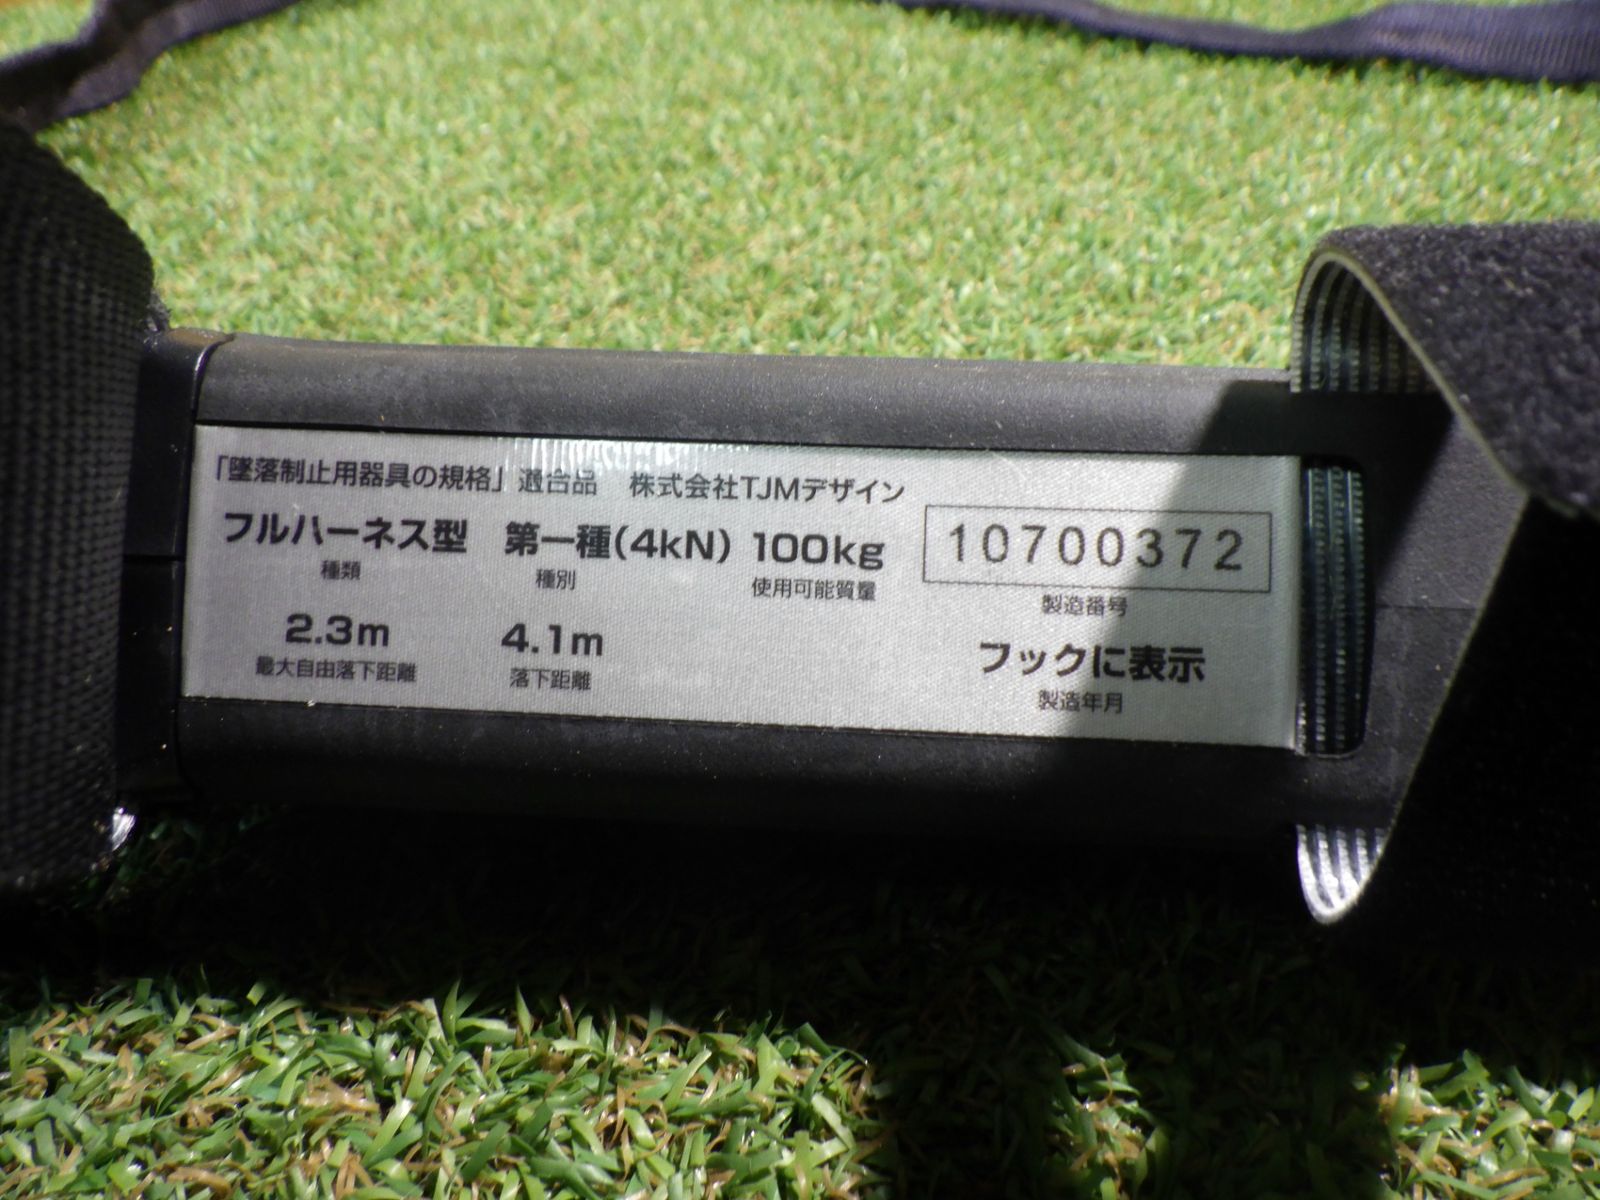 「墜落制止用器具の規格」適合品 株式会社TJMデザイン
フルハーネス型 第一種(4kN) 100kg 10700372
種類 種別 使用可能質量 製造番号
2.3m 4.1m フックに表示
最大自由落下距離 落下距離 製造年月